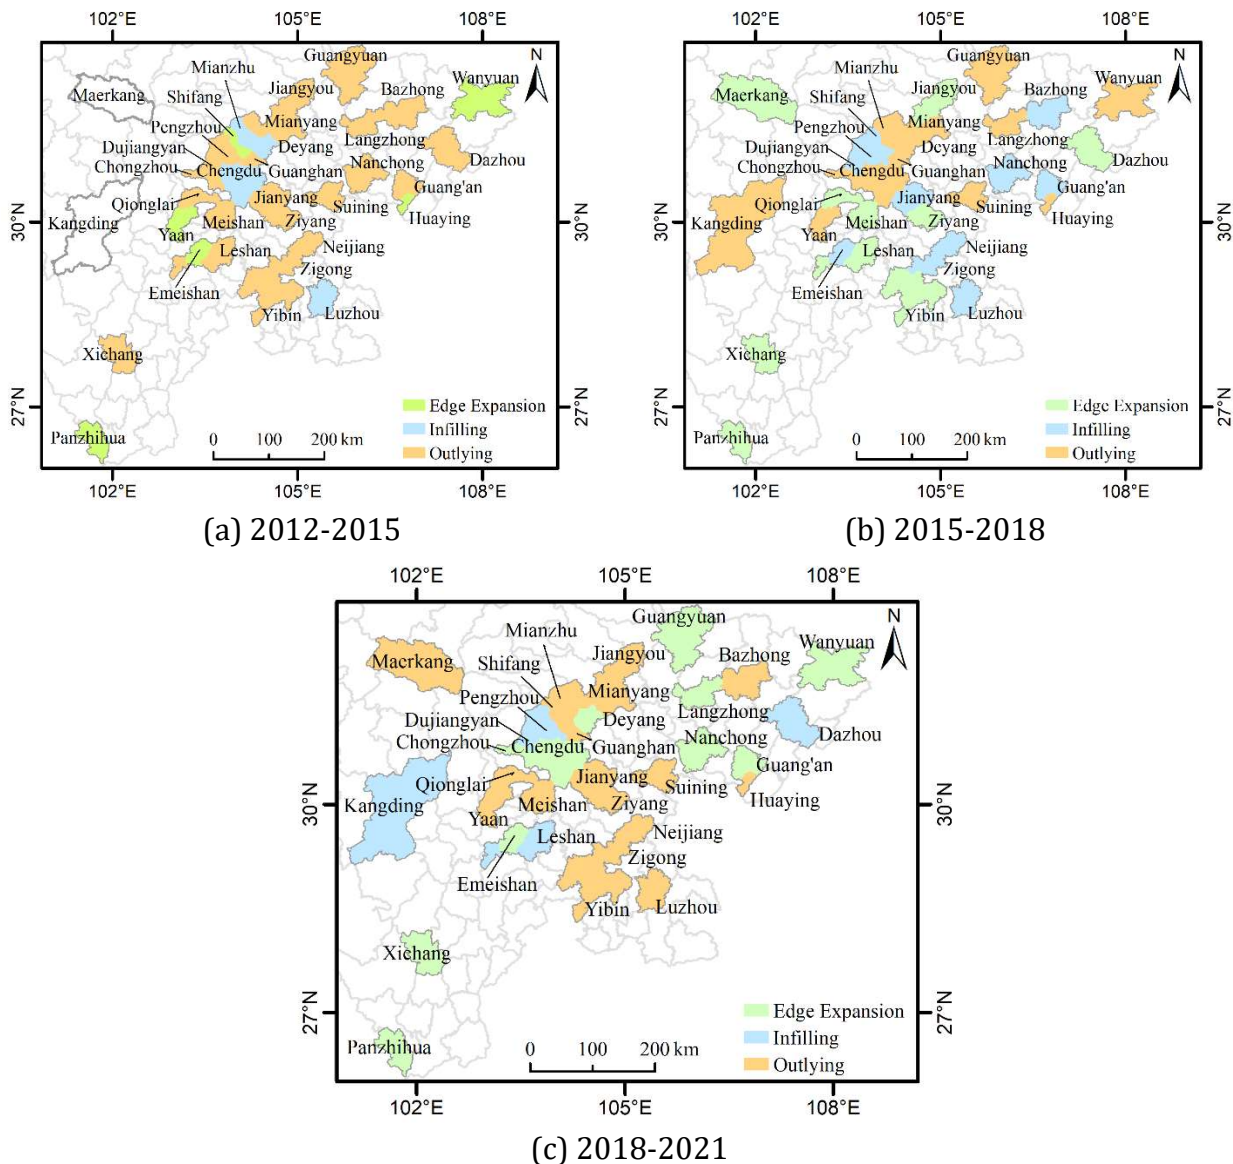 102°E 105°E 108°E
N
Guangyuan
Mianzhu
Wanyuan
Maerkang
Jiangyou
Bazhong
Shifang
Mianyang
Pengzhou
Langzhong
Dujiangyan
Deyang
Dazhou
Chongzhou
Chengdu
Guanghan
Nanchong
Guang'an
Qionglai
Jianyang
Suining
Kangding
Meishan
Ziyang
Huaying
Yaan
Leshan
Neijiang
Zigong
Emeishan
Yibin
Luzhou
Xichang
Panzhihua
30°N 30°N
27°N 27°N
Edge Expansion
Infilling
Outlying
0 100 200 km
102°E 105°E 108°E
(a) 2012-2015
102°E 105°E 108°E
N
Guangyuan
Mianzhu
Wanyuan
Maerkang
Jiangyou
Bazhong
Shifang
Mianyang
Pengzhou
Langzhong
Dujiangyan
Deyang
Dazhou
Chongzhou
Chengdu
Guanghan
Nanchong
Guang'an
Qionglai
Jianyang
Suining
Kangding
Meishan
Ziyang
Huaying
Yaan
Leshan
Neijiang
Zigong
Emeishan
Yibin
Luzhou
Xichang
Panzhihua
30°N 30°N
27°N 27°N
Edge Expansion
Infilling
Outlying
0 100 200 km
102°E 105°E 108°E
(b) 2015-2018
102°E 105°E 108°E
N
Guangyuan
Mianzhu
Wanyuan
Maerkang
Jiangyou
Bazhong
Shifang
Mianyang
Pengzhou
Langzhong
Dujiangyan
Deyang
Dazhou
Chongzhou
Chengdu
Guanghan
Nanchong
Guang'an
Qionglai
Jianyang
Suining
Kangding
Meishan
Ziyang
Huaying
Yaan
Leshan
Neijiang
Zigong
Emeishan
Yibin
Luzhou
Xichang
Panzhihua
30°N 30°N
27°N 27°N
Edge Expansion
Infilling
Outlying
0 100 200 km
102°E 105°E 108°E
(c) 2018-2021